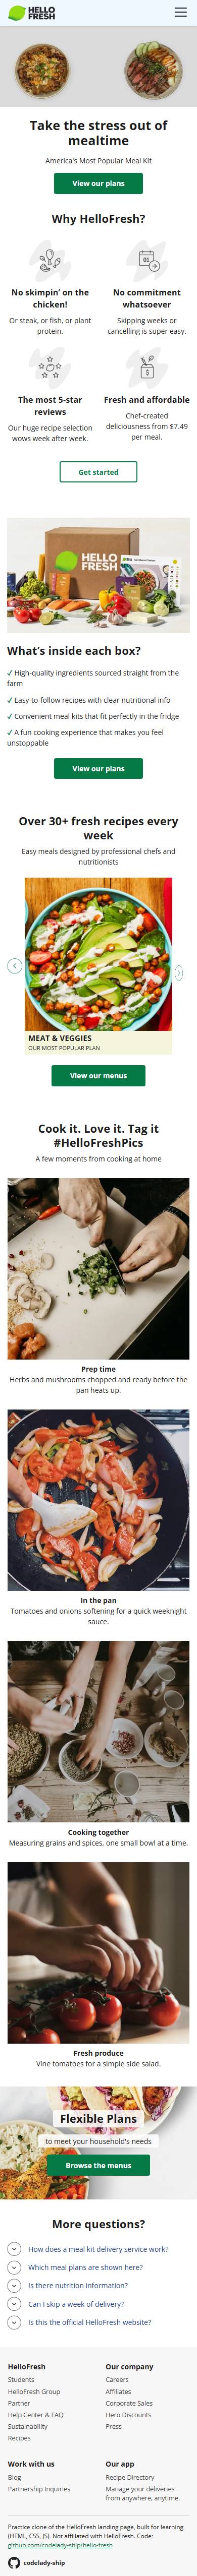 HELLO
FRESH
Take the stress out of
mealtime
America's Most Popular Meal Kit
View our plans
Why HelloFresh?
No skimpin' on the
chicken!
Or steak, or fish, or plant
protein.
No commitment
whatsoever
Skipping weeks or
cancelling is super easy.
The most 5-star
reviews
Our huge recipe selection
wows week after week.
Fresh and affordable
Chef-created
deliciousness from $7.49
per meal.
Get started
HELLO
FRESH
What's inside each box?
✓ High-quality ingredients sourced straight from the
farm
✓ Easy-to-follow recipes with clear nutritional info
✓ Convenient meal kits that fit perfectly in the fridge
✓ A fun cooking experience that makes you feel
unstoppable
View our plans
Over 30+ fresh recipes every
week
Easy meals designed by professional chefs and
nutritionists
MEAT & VEGGIES
OUR MOST POPULAR PLAN
View our menus
Cook it. Love it. Tag it
#HelloFreshPics
A few moments from cooking at home
Prep time
Herbs and mushrooms chopped and ready before the
pan heats up.
In the pan
Tomatoes and onions softening for a quick weeknight
sauce.
Cooking together
Measuring grains and spices, one small bowl at a time.
Fresh produce
Vine tomatoes for a simple side salad.
Flexible Plans
to meet your household's needs
Browse the menus
More questions?
How does a meal kit delivery service work?
Which meal plans are shown here?
Is there nutrition information?
Can I skip a week of delivery?
Is this the official HelloFresh website?
HelloFresh
Students
HelloFresh Group
Partner
Help Center & FAQ
Sustainability
Recipes
Our company
Careers
Affiliates
Corporate Sales
Hero Discounts
Press
Work with us
Blog
Partnership Inquiries
Our app
Recipe Directory
Manage your deliveries
from anywhere, anytime.
Practice clone of the HelloFresh landing page, built for learning
(HTML, CSS, JS). Not affiliated with HelloFresh. Code:
github.com/codelady-ship/hello-fresh
codelady-ship